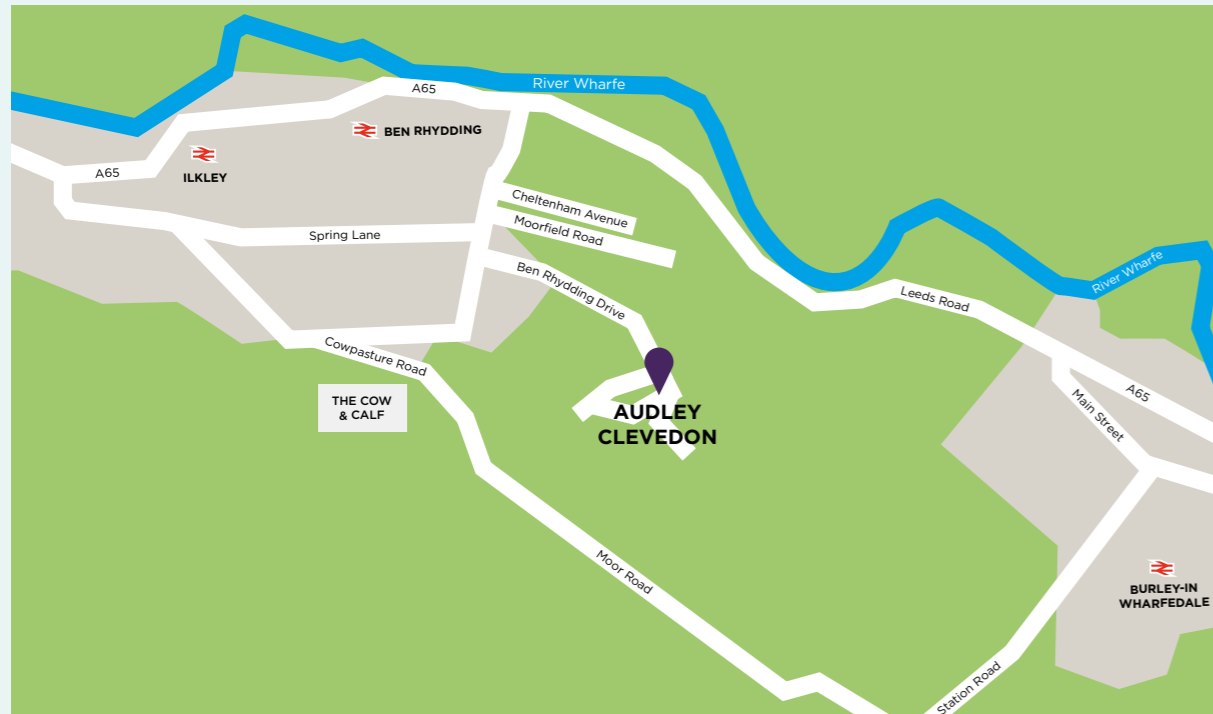 River Wharfe
A65
BEN RHYDDING
A65
ILKLEY
Cheltenham Avenue
Moorfield Road
Spring Lane
Ben Rhydding Drive
River Wharfe
Leeds Road
Cowpasture Road
THE COW
& CALF
AUDLEY
CLEVEDON
A65
Main Street
Moor Road
BURLEY-IN
WHARFEDALE
Station Road